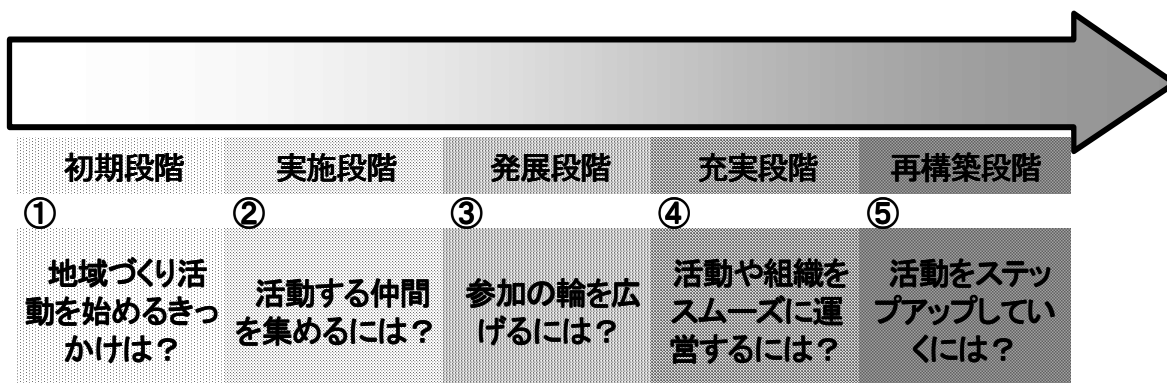 初期段階
実施段階
発展段階
充実段階
再構築段階
①
②
③
④
⑤
地域づくり活
動を始めるきっ
かけは？
活動する仲間
を集めるには？
参加の輪を広
げるには？
活動や組織を
スムーズに運
営するには？
活動をステッ
プアップしてい
くには？